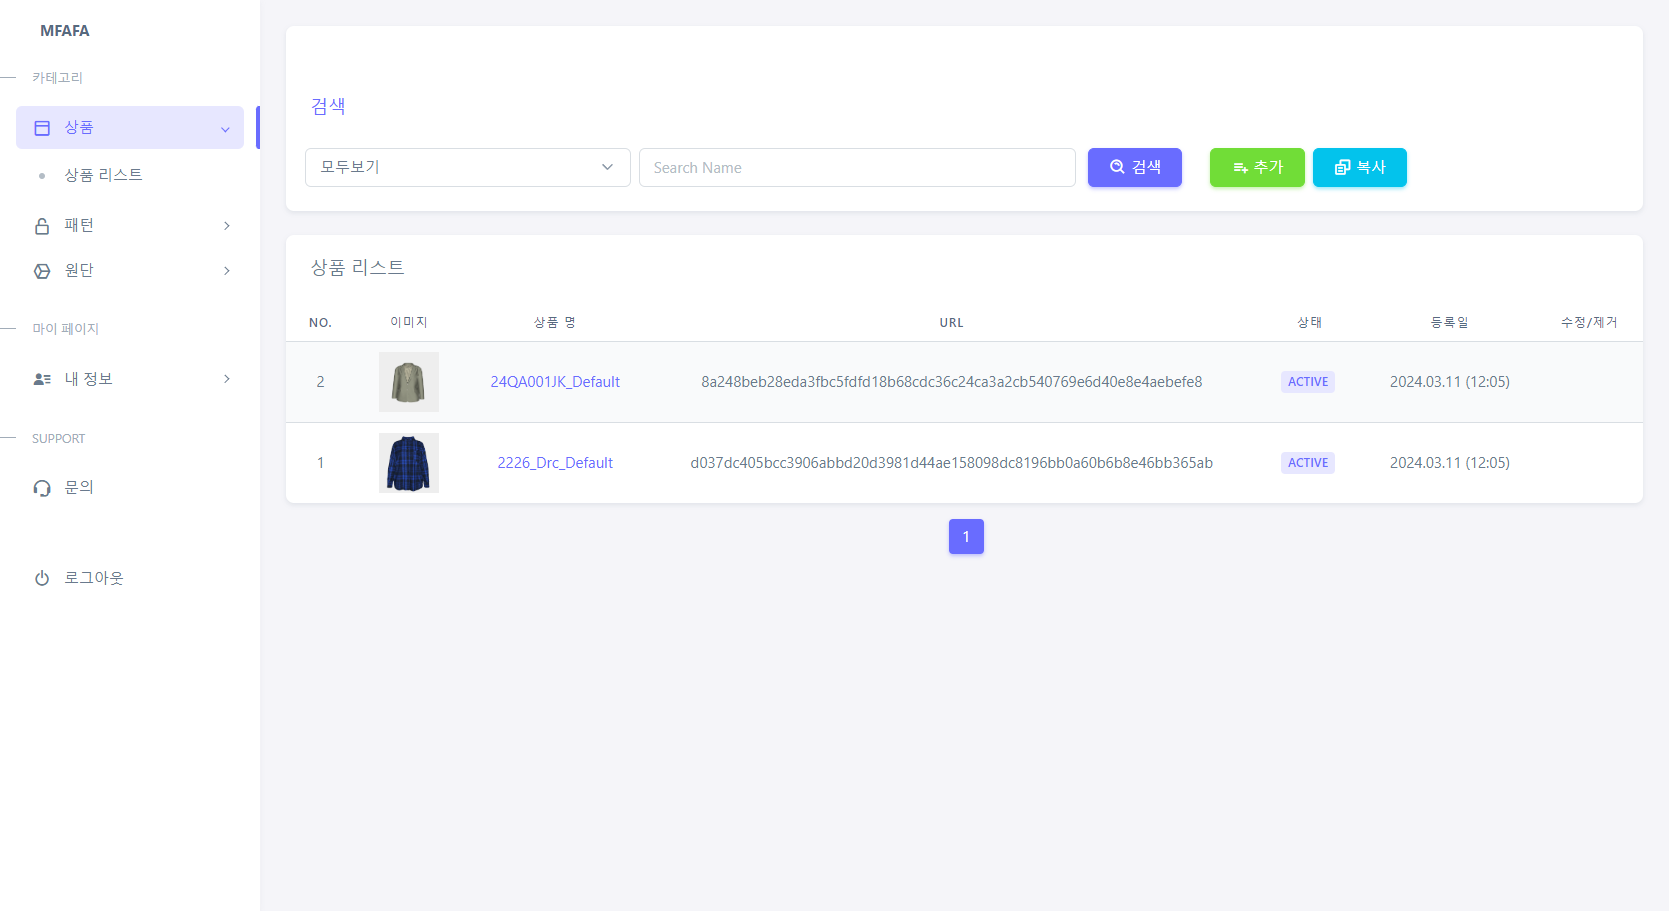 MFAFA
카테고리
상품
상품 리스트
패턴
원단
마이 페이지
내 정보
SUPPORT
문의
로그아웃
검색
모두보기 Search Name 검색 추가 복사
상품 리스트
NO. 이미지 상품 명 URL 상태 등록일 수정/제거
2 24QA001JK_Default 8a248beb28eda3fbc5fdfd18b68cdc36c24ca3a2cb540769e6d40e8e4aebefe8 ACTIVE 2024.03.11 (12:05)
1 2226_Drc_Default d037dc405bcc3906abbd20d3981d44ae158098dc8196bb0a60b6b8e46bb365ab ACTIVE 2024.03.11 (12:05)
1